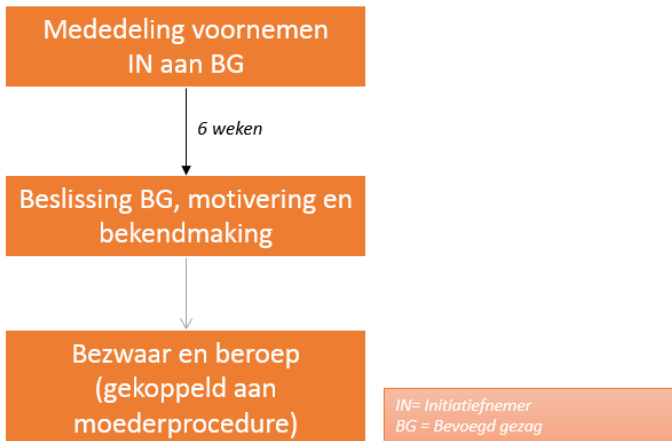 Mededeling voornemen
IN aan BG
6 weken
Beslissing BG, motivering en
bekendmaking
Bezwaar en beroep
(gekoppeld aan
moederprocedure)
IN= Initiatiefnemer
BG = Bevoegd gezag